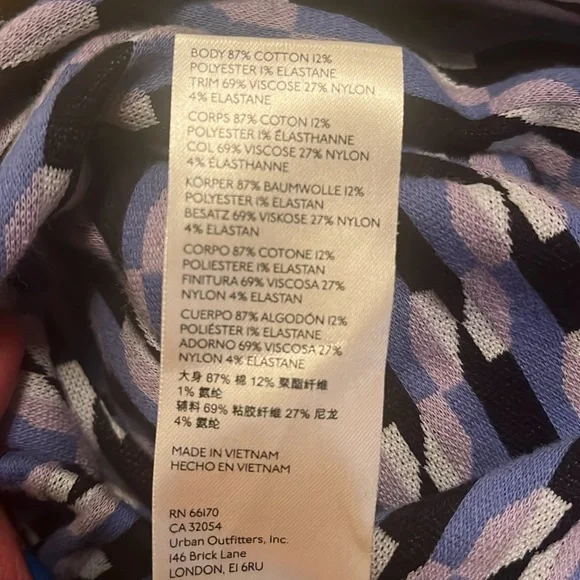 BODY 87% COTTON 12%
POLYESTER 1% ELASTANE
TRIM 69% VISCOSE 27% NYLON
4% ELASTANE
CORPS 87% COTON 12%
POLYESTER 1% ÉLASTHANNE
COL 69% VISCOSE 27% NYLON
4% ÉLASTHANNE
KÖRPER 87% BAUMWOLLE 12%
POLYESTER 1% ELASTAN
BESATZ 69% VISKOSE 27% NYLON
4% ELASTAN
CORPO 87% COTONE 12%
POLIESTERE 1% ELASTAN
FINITURA 69% VISCOSA 27%
NYLON 4% ELASTAN
CUERPO 87% ALGODÓN 12%
POLIÉSTER 1% ELASTANE
ADORNO 69% VISCOSA 27%
NYLON 4% ELASTANE
大身 87% 棉 12% 聚酯纤维
1% 氨纶
辅料 69% 粘胶纤维 27% 尼龙
4% 氨纶
MADE IN VIETNAM
HECHO EN VIETNAM
RN 66170
CA 32054
Urban Outfitters, Inc.
146 Brick Lane
LONDON, E1 6RU